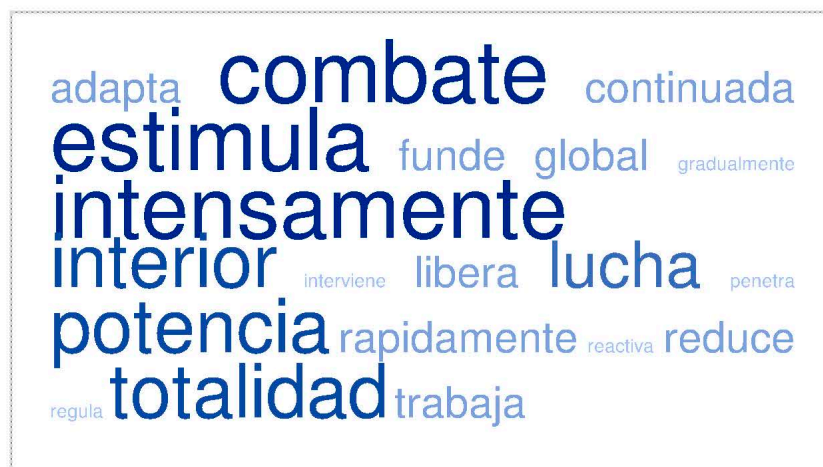 adapta combate continuada
estimula funde global gradualmente
intensamente
interior interviene libera lucha penetra
potencia rapidamente reactiva reduce
regula totalidad trabaja